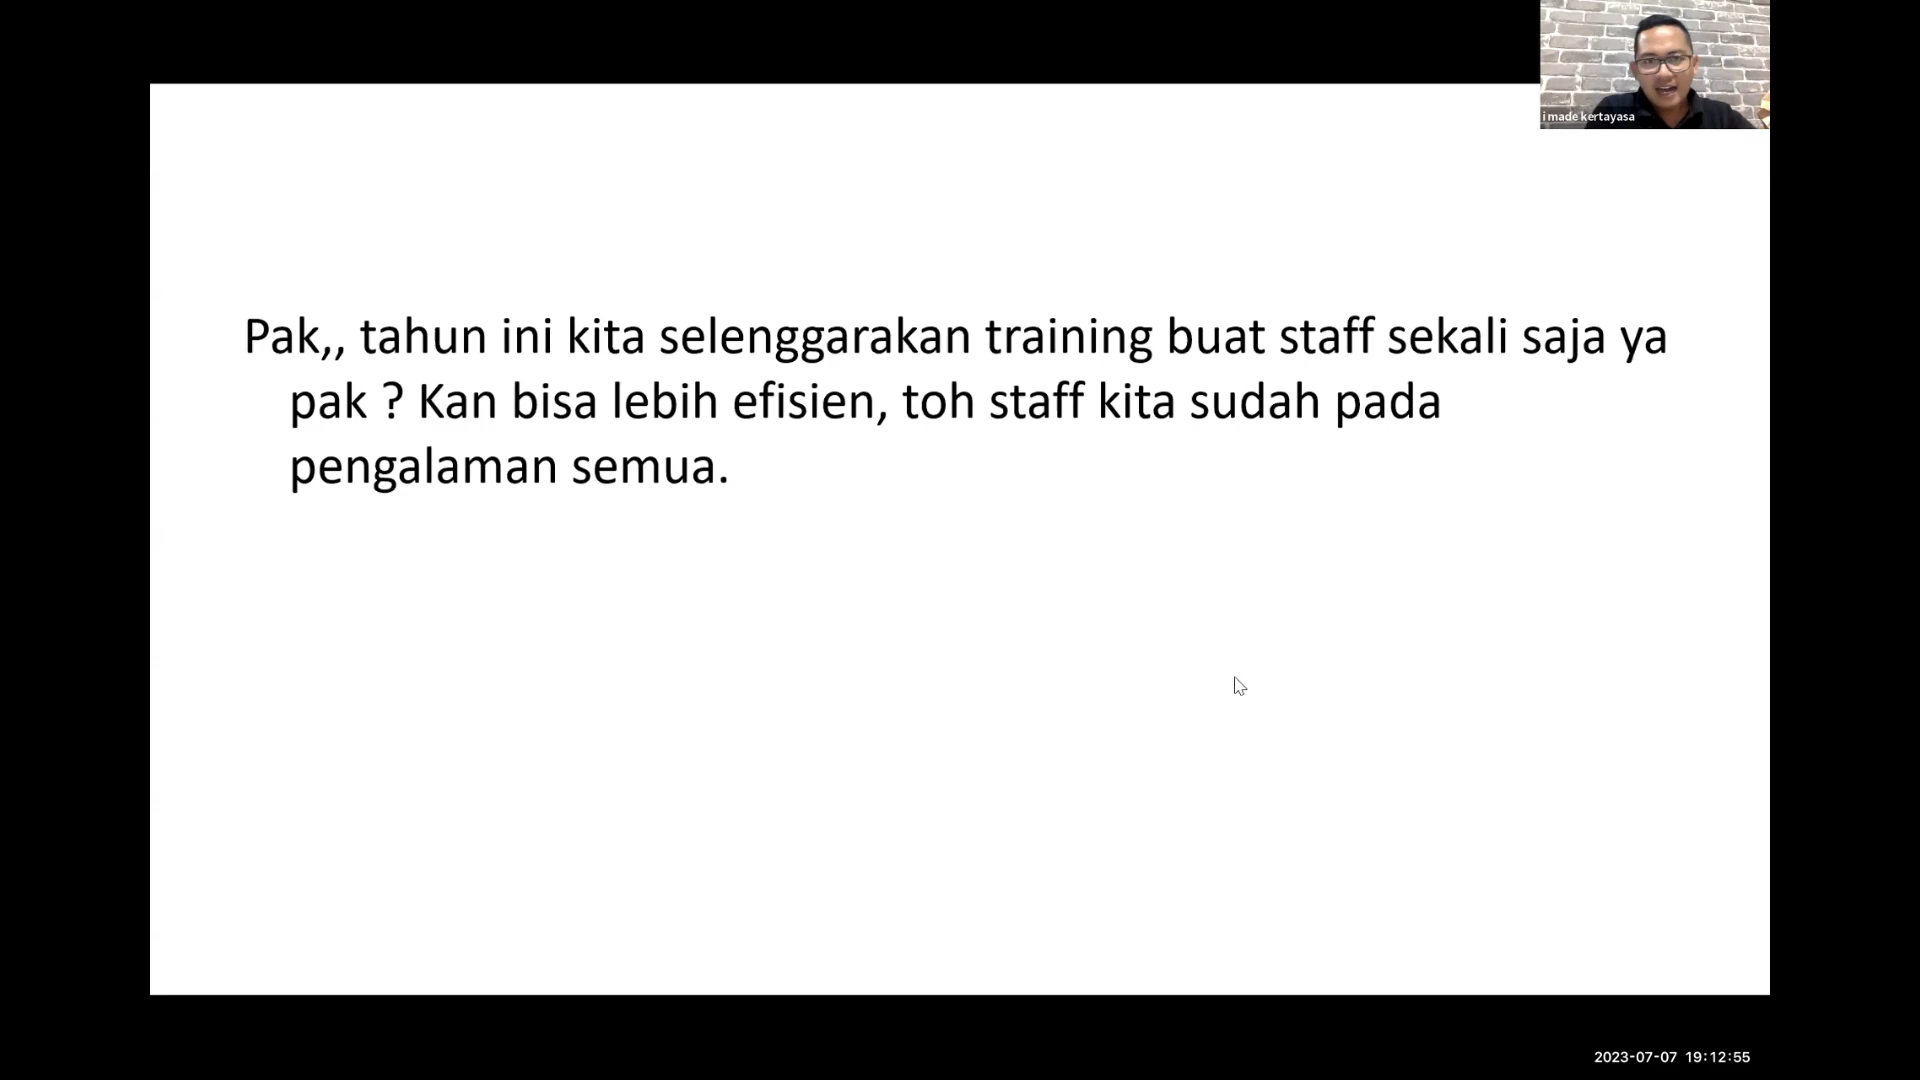 i made kertayasa
Pak,, tahun ini kita selenggarakan training buat staff sekali saja ya
pak ? Kan bisa lebih efisien, toh staff kita sudah pada
pengalaman semua.
2023-07-07 19:12:55